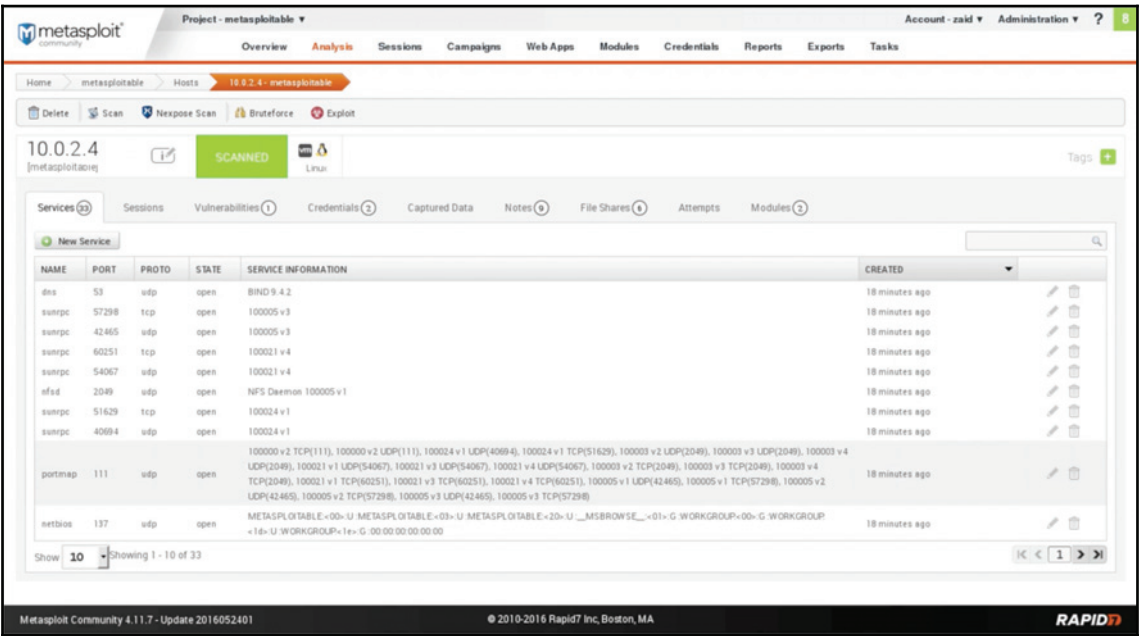 metasploit®
community
Project - metasploitable ▼
Account - zaid ▼ Administration ▼ ? 8
Overview Analysis Sessions Campaigns Web Apps Modules Credentials Reports Exports Tasks
Home metasploitable Hosts 10.0.2.4 - metasploitable
Delete Scan Nexpose Scan Bruteforce Exploit
10.0.2.4
SCANNED
vm
Linux
Tags
Services 33 Sessions Vulnerabilities 1 Credentials 2 Captured Data Notes 9 File Shares 6 Attempts Modules 2
New Service
NAME PORT PROTO STATE SERVICE INFORMATION CREATED
dns 53 udp open BIND 9.4.2 18 minutes ago
sunrpc 57298 tcp open 100005 v3 18 minutes ago
sunrpc 42465 udp open 100005 v3 18 minutes ago
sunrpc 60251 tcp open 100021 v4 18 minutes ago
sunrpc 54067 udp open 100021 v4 18 minutes ago
nfsd 2049 udp open NFS Daemon 100005 v1 18 minutes ago
sunrpc 51629 tcp open 100024 v1 18 minutes ago
sunrpc 40694 udp open 100024 v1 18 minutes ago
100000 v2 TCP(111), 100000 v2 UDP(111), 100024 v1 UDP(40694), 100024 v1 TCP(51629), 100003 v2 UDP(2049), 100003 v3 UDP(2049), 100003 v4
UDP(2049), 100021 v1 UDP(54067), 100021 v3 UDP(54067), 100021 v4 UDP(54067), 100003 v2 TCP(2049), 100003 v3 TCP(2049), 100003 v4
portmap 111 udp open TCP(2049), 100021 v1 TCP(60251), 100021 v3 TCP(60251), 100021 v4 TCP(60251), 100005 v1 UDP(42465), 100005 v1 TCP(57298), 100005 v2 18 minutes ago
UDP(42465), 100005 v2 TCP(57298), 100005 v3 UDP(42465), 100005 v3 TCP(57298)
netbios 137 udp open METASPLOITABLE:<00>:U :METASPLOITABLE:<03>:U :METASPLOITABLE:<20>:U :__MSBROWSE__:<01>:G :WORKGROUP:<00>:G :WORKGROUP: 18 minutes ago
<1d>:U :WORKGROUP:<1e>:G :00:00:00:00:00:00
Show 10 Showing 1 - 10 of 33 1
Metasploit Community 4.11.7 - Update 2016052401 © 2010-2016 Rapid7 Inc, Boston, MA RAPID7